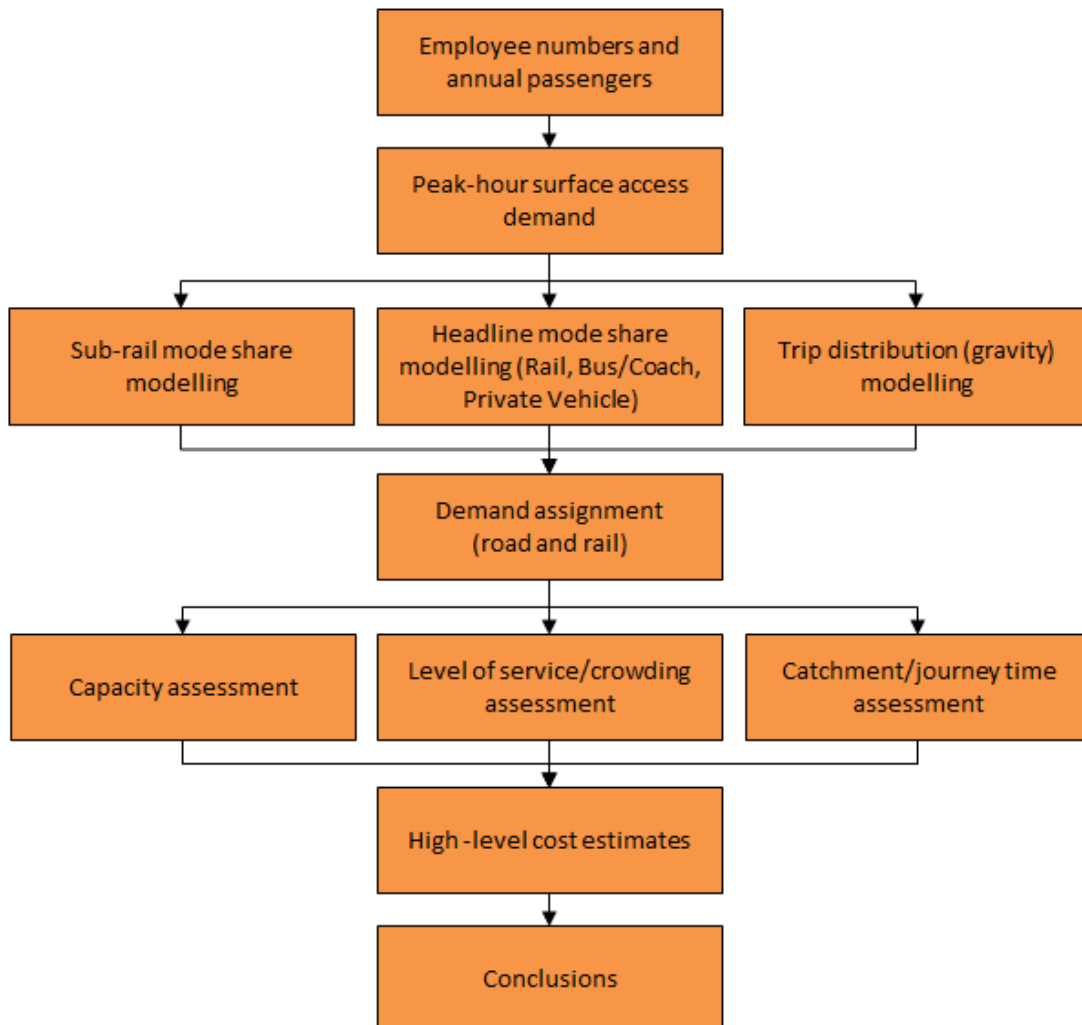 Employee numbers and
annual passengers
Peak-hour surface access
demand
Sub-rail mode share
modelling
Headline mode share
modelling (Rail, Bus/Coach,
Private Vehicle)
Trip distribution (gravity)
modelling
Demand assignment
(road and rail)
Capacity assessment
Level of service/crowding
assessment
Catchment/journey time
assessment
High -level cost estimates
Conclusions